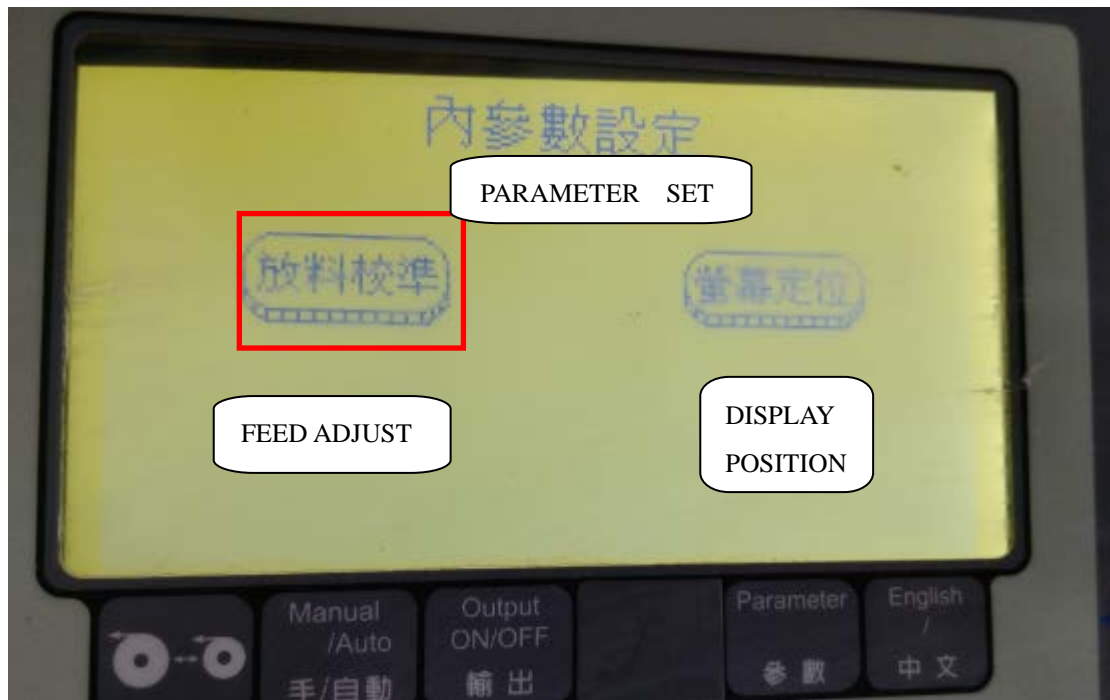 內參數設定
PARAMETER SET
放料校準
螢幕定位
FEED ADJUST
DISPLAY
POSITION
Manual
/Auto
手/自動
Output
ON/OFF
輸出
Parameter
參數
English
/
中文